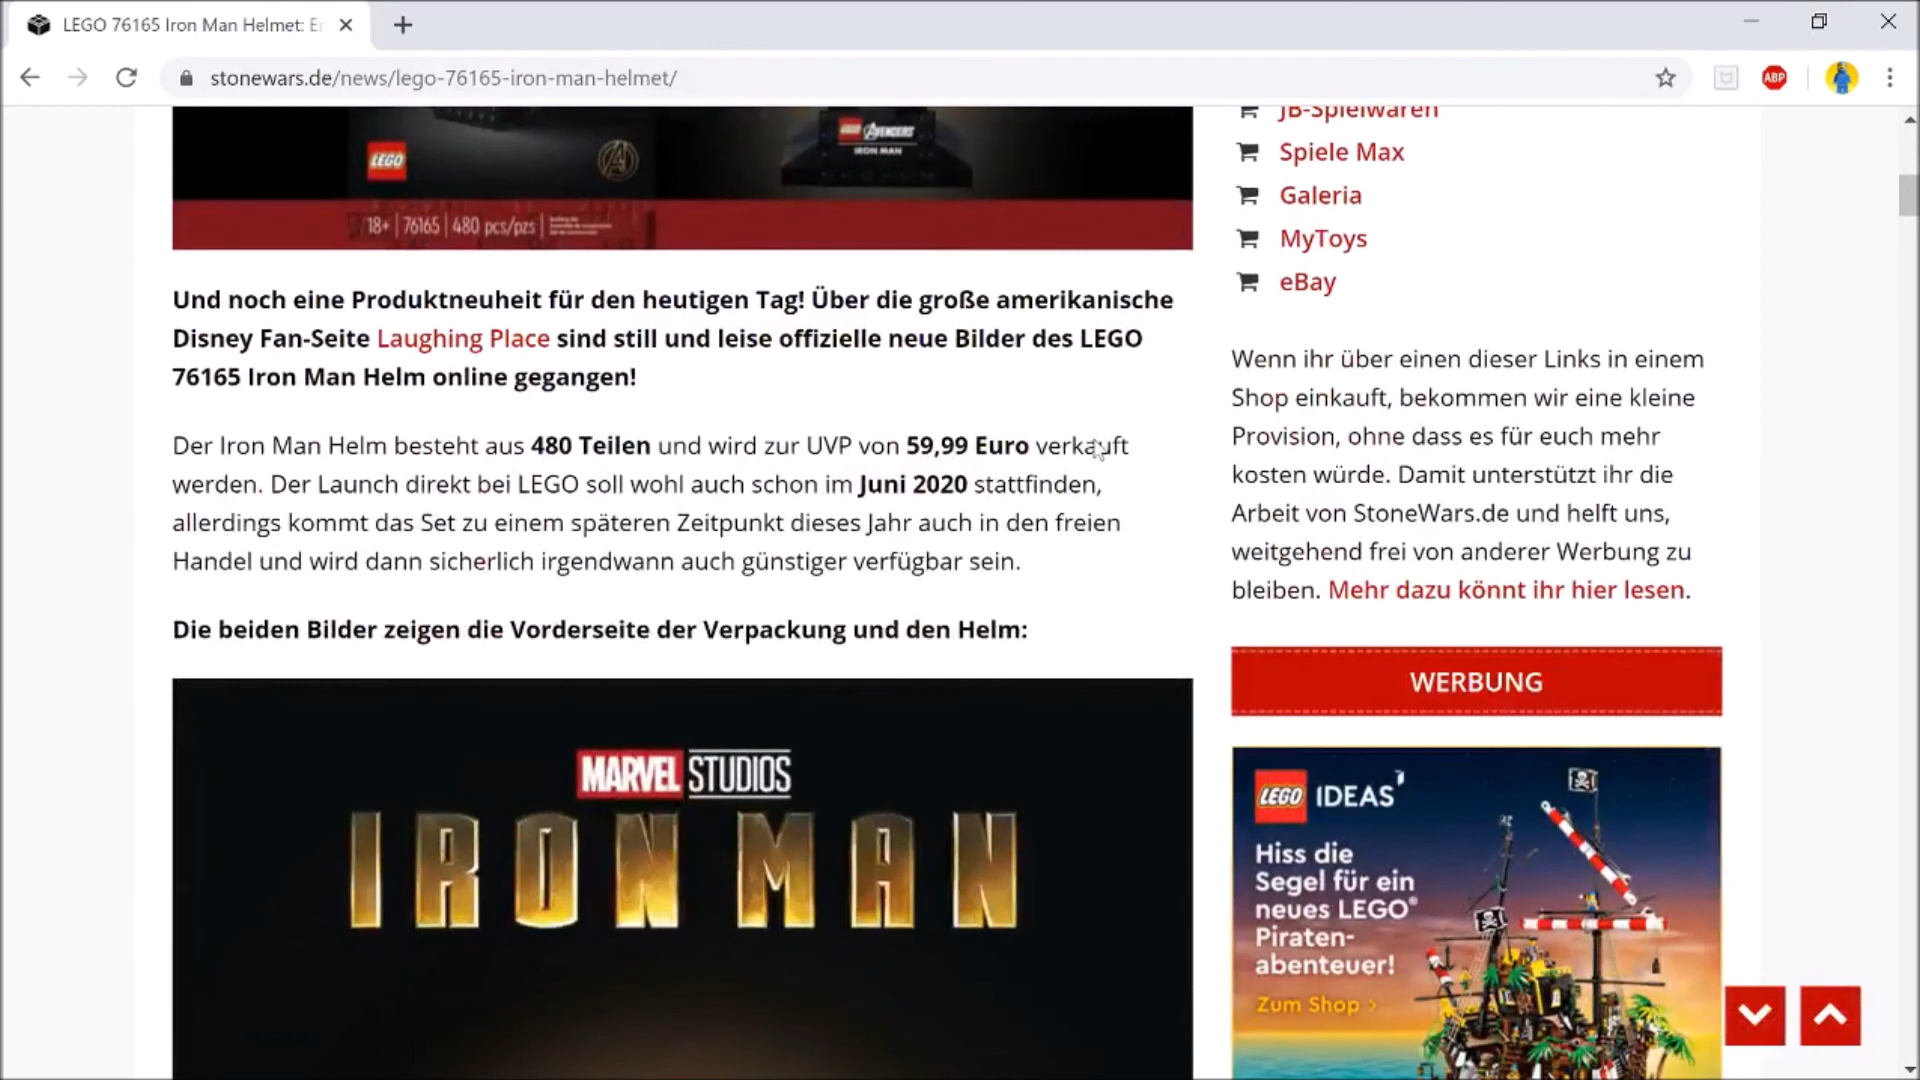 LEGO 76165 Iron Man Helmet: Er
stonewars.de/news/lego-76165-iron-man-helmet/
ABP
LEGO
A
LEGO AVENGERS
IRON MAN
18+ | 76165 | 480 pcs/pzs
Und noch eine Produktneuheit für den heutigen Tag! Über die große amerikanische
Disney Fan-Seite Laughing Place sind still und leise offizielle neue Bilder des LEGO
76165 Iron Man Helm online gegangen!
Der Iron Man Helm besteht aus 480 Teilen und wird zur UVP von 59,99 Euro verkauft
werden. Der Launch direkt bei LEGO soll wohl auch schon im Juni 2020 stattfinden,
allerdings kommt das Set zu einem späteren Zeitpunkt dieses Jahr auch in den freien
Handel und wird dann sicherlich irgendwann auch günstiger verfügbar sein.
Die beiden Bilder zeigen die Vorderseite der Verpackung und den Helm:
MARVEL STUDIOS
IRON MAN
JB-Spielwaren
Spiele Max
Galeria
MyToys
eBay
Wenn ihr über einen dieser Links in einem
Shop einkauft, bekommen wir eine kleine
Provision, ohne dass es für euch mehr
kosten würde. Damit unterstützt ihr die
Arbeit von StoneWars.de und helft uns,
weitgehend frei von anderer Werbung zu
bleiben. Mehr dazu könnt ihr hier lesen.
WERBUNG
LEGO IDEAS
Hiss die
Segel für ein
neues LEGO®
Piraten-
abenteuer!
Zum Shop >